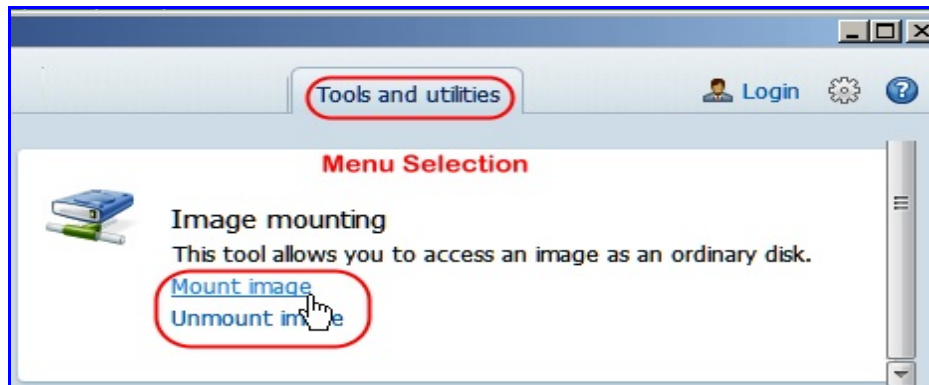 Tools and utilities
Login
Menu Selection
Image mounting
This tool allows you to access an image as an ordinary disk.
Mount image
Unmount image